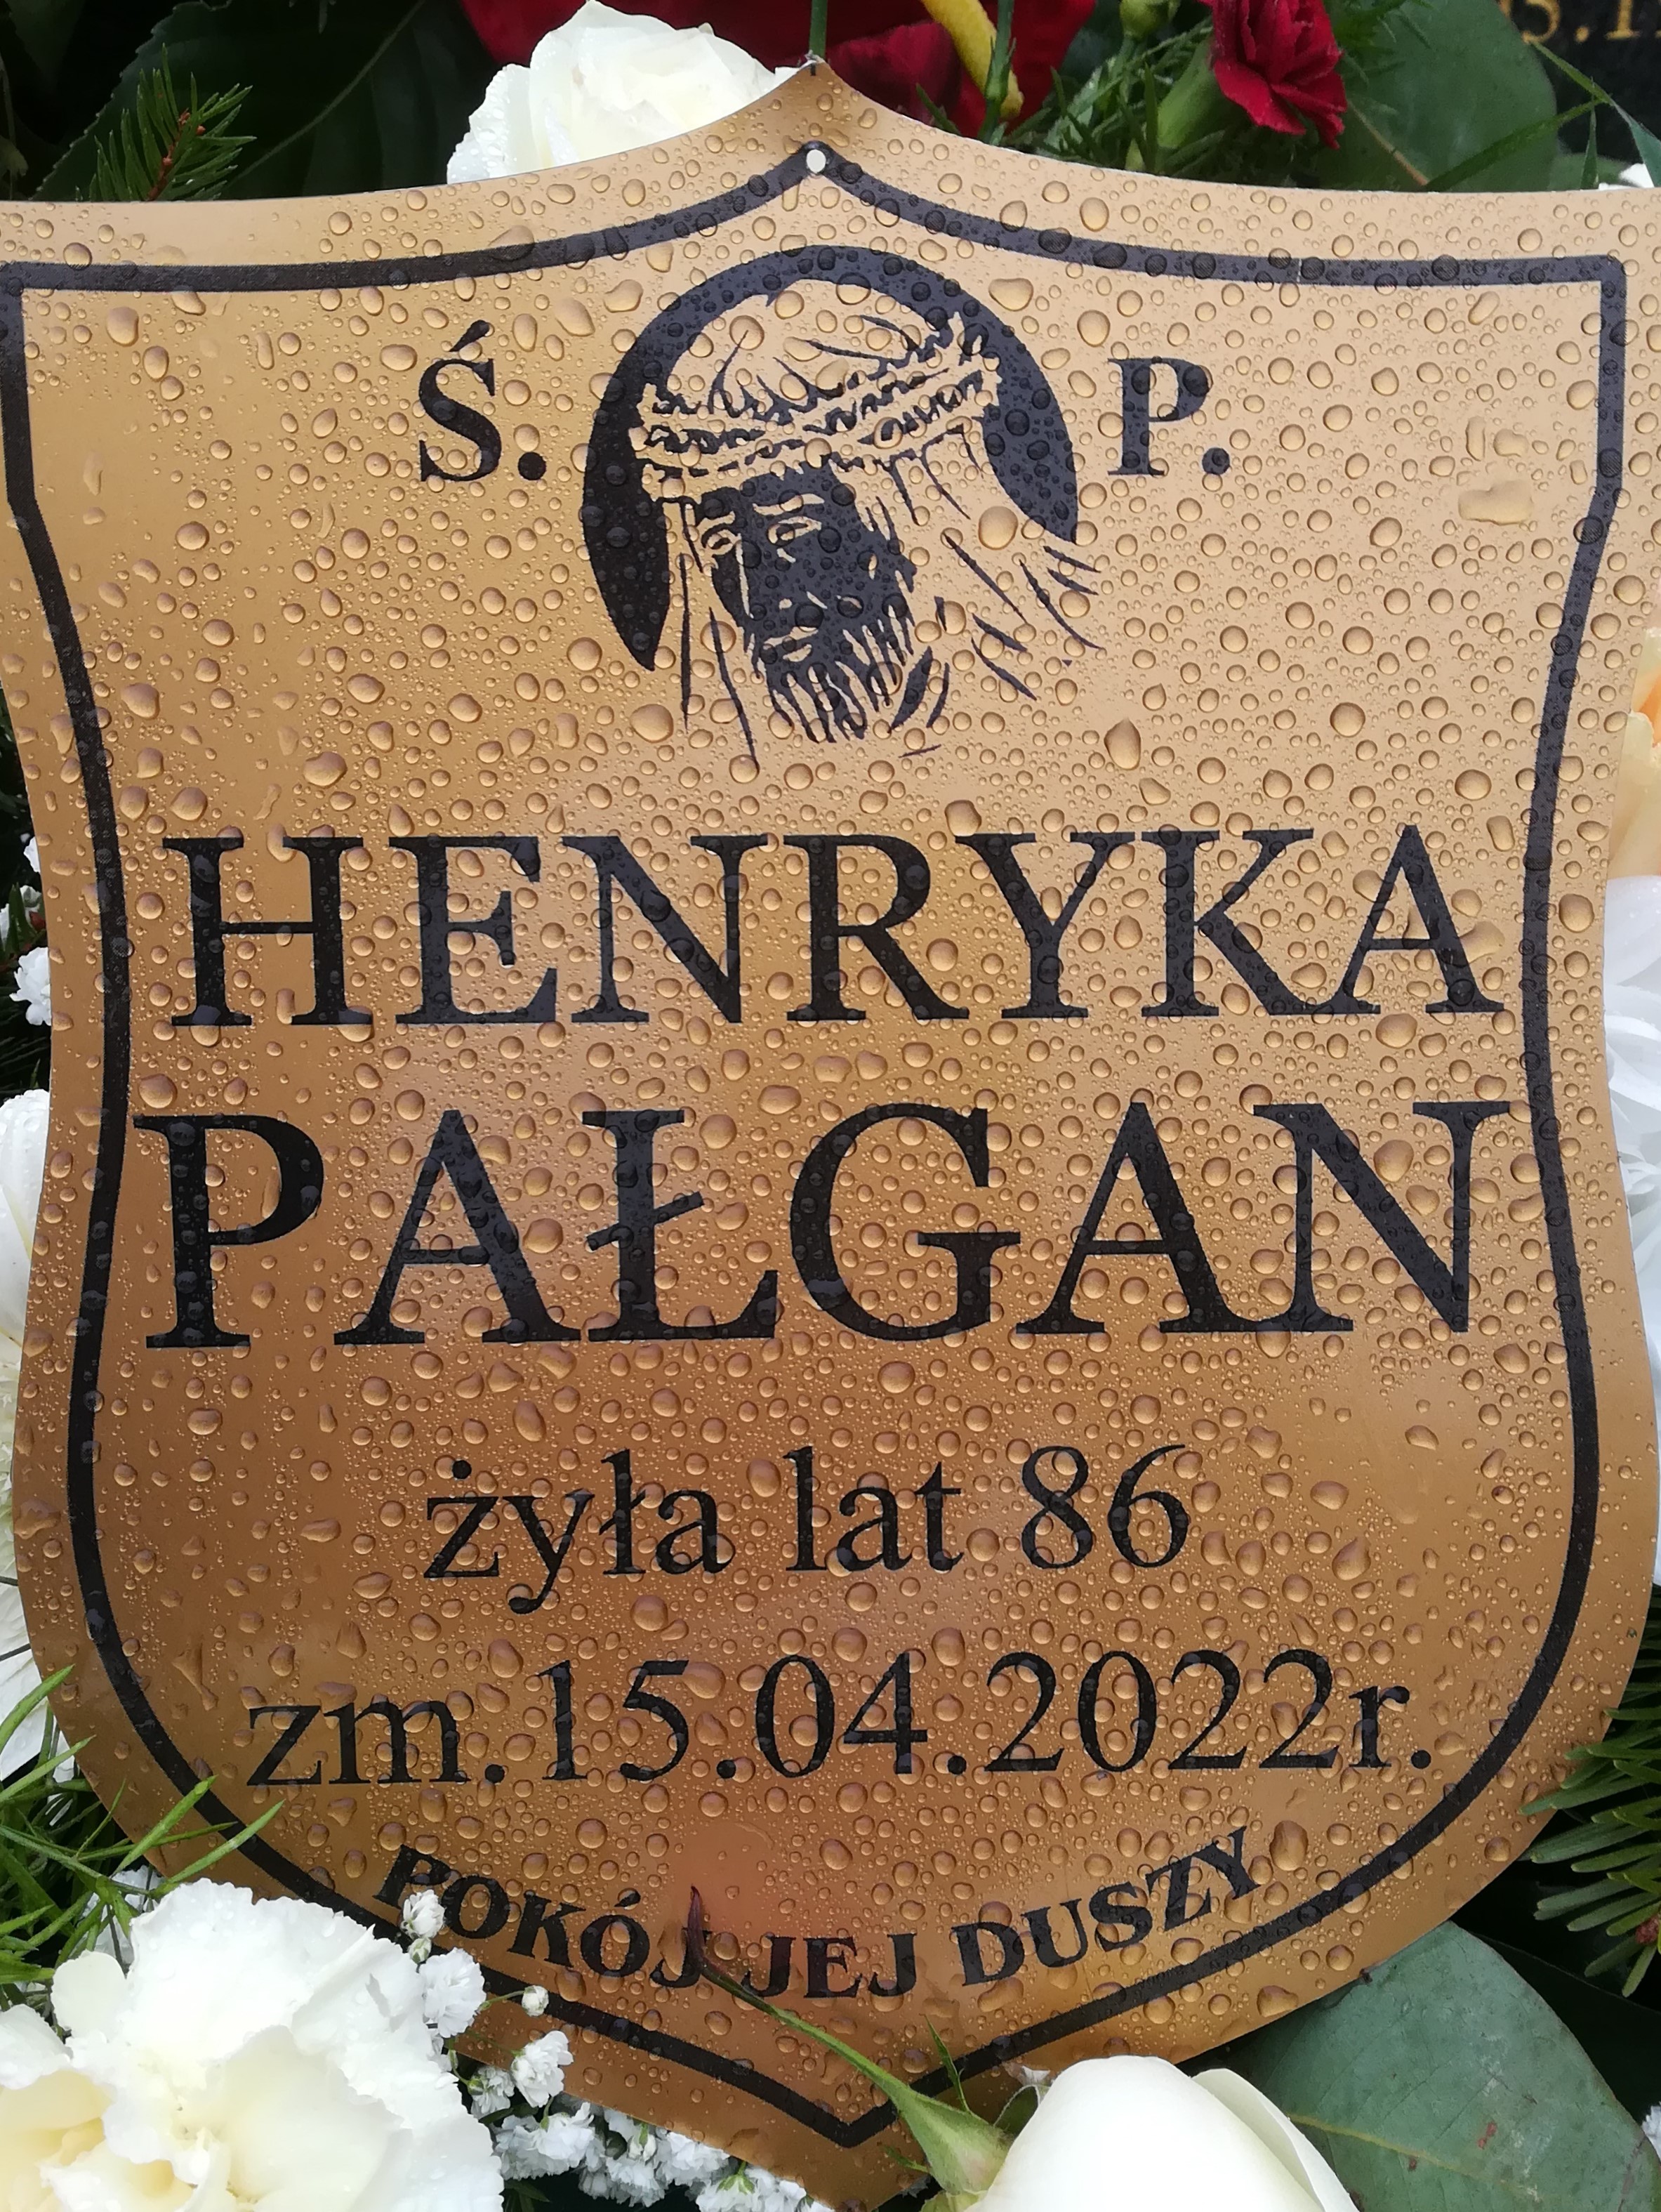 Ś. P.
HENRYKA
PAŁGAN
żyła lat 86
zm.15.04.2022r.
POKÓJ JEJ DUSZY